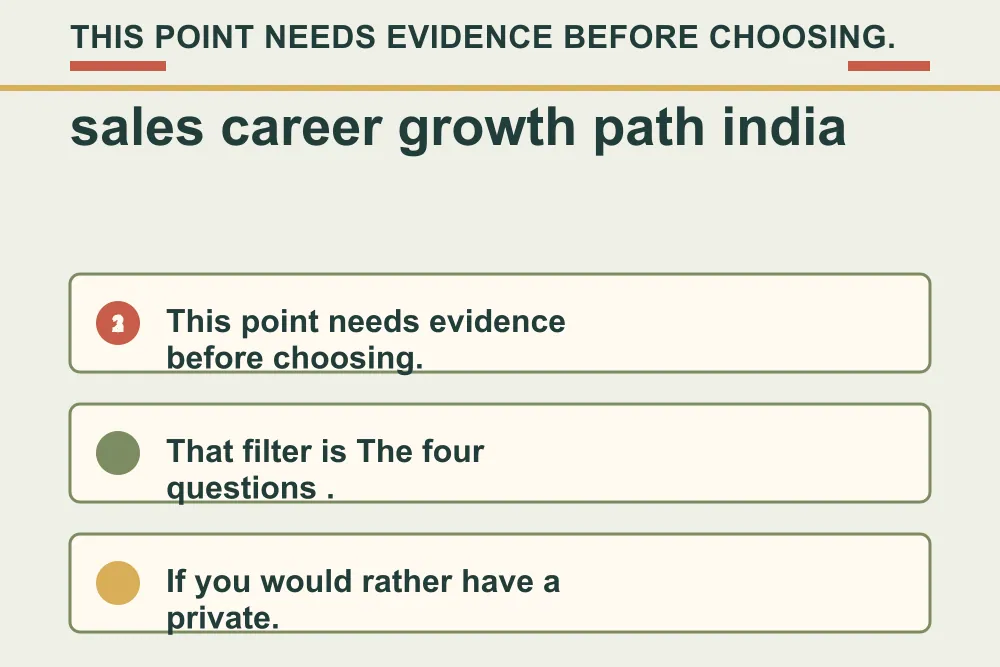 THIS POINT NEEDS EVIDENCE BEFORE CHOOSING.
sales career growth path india
This point needs evidence
before choosing.
That filter is The four
questions .
If you would rather have a
private.